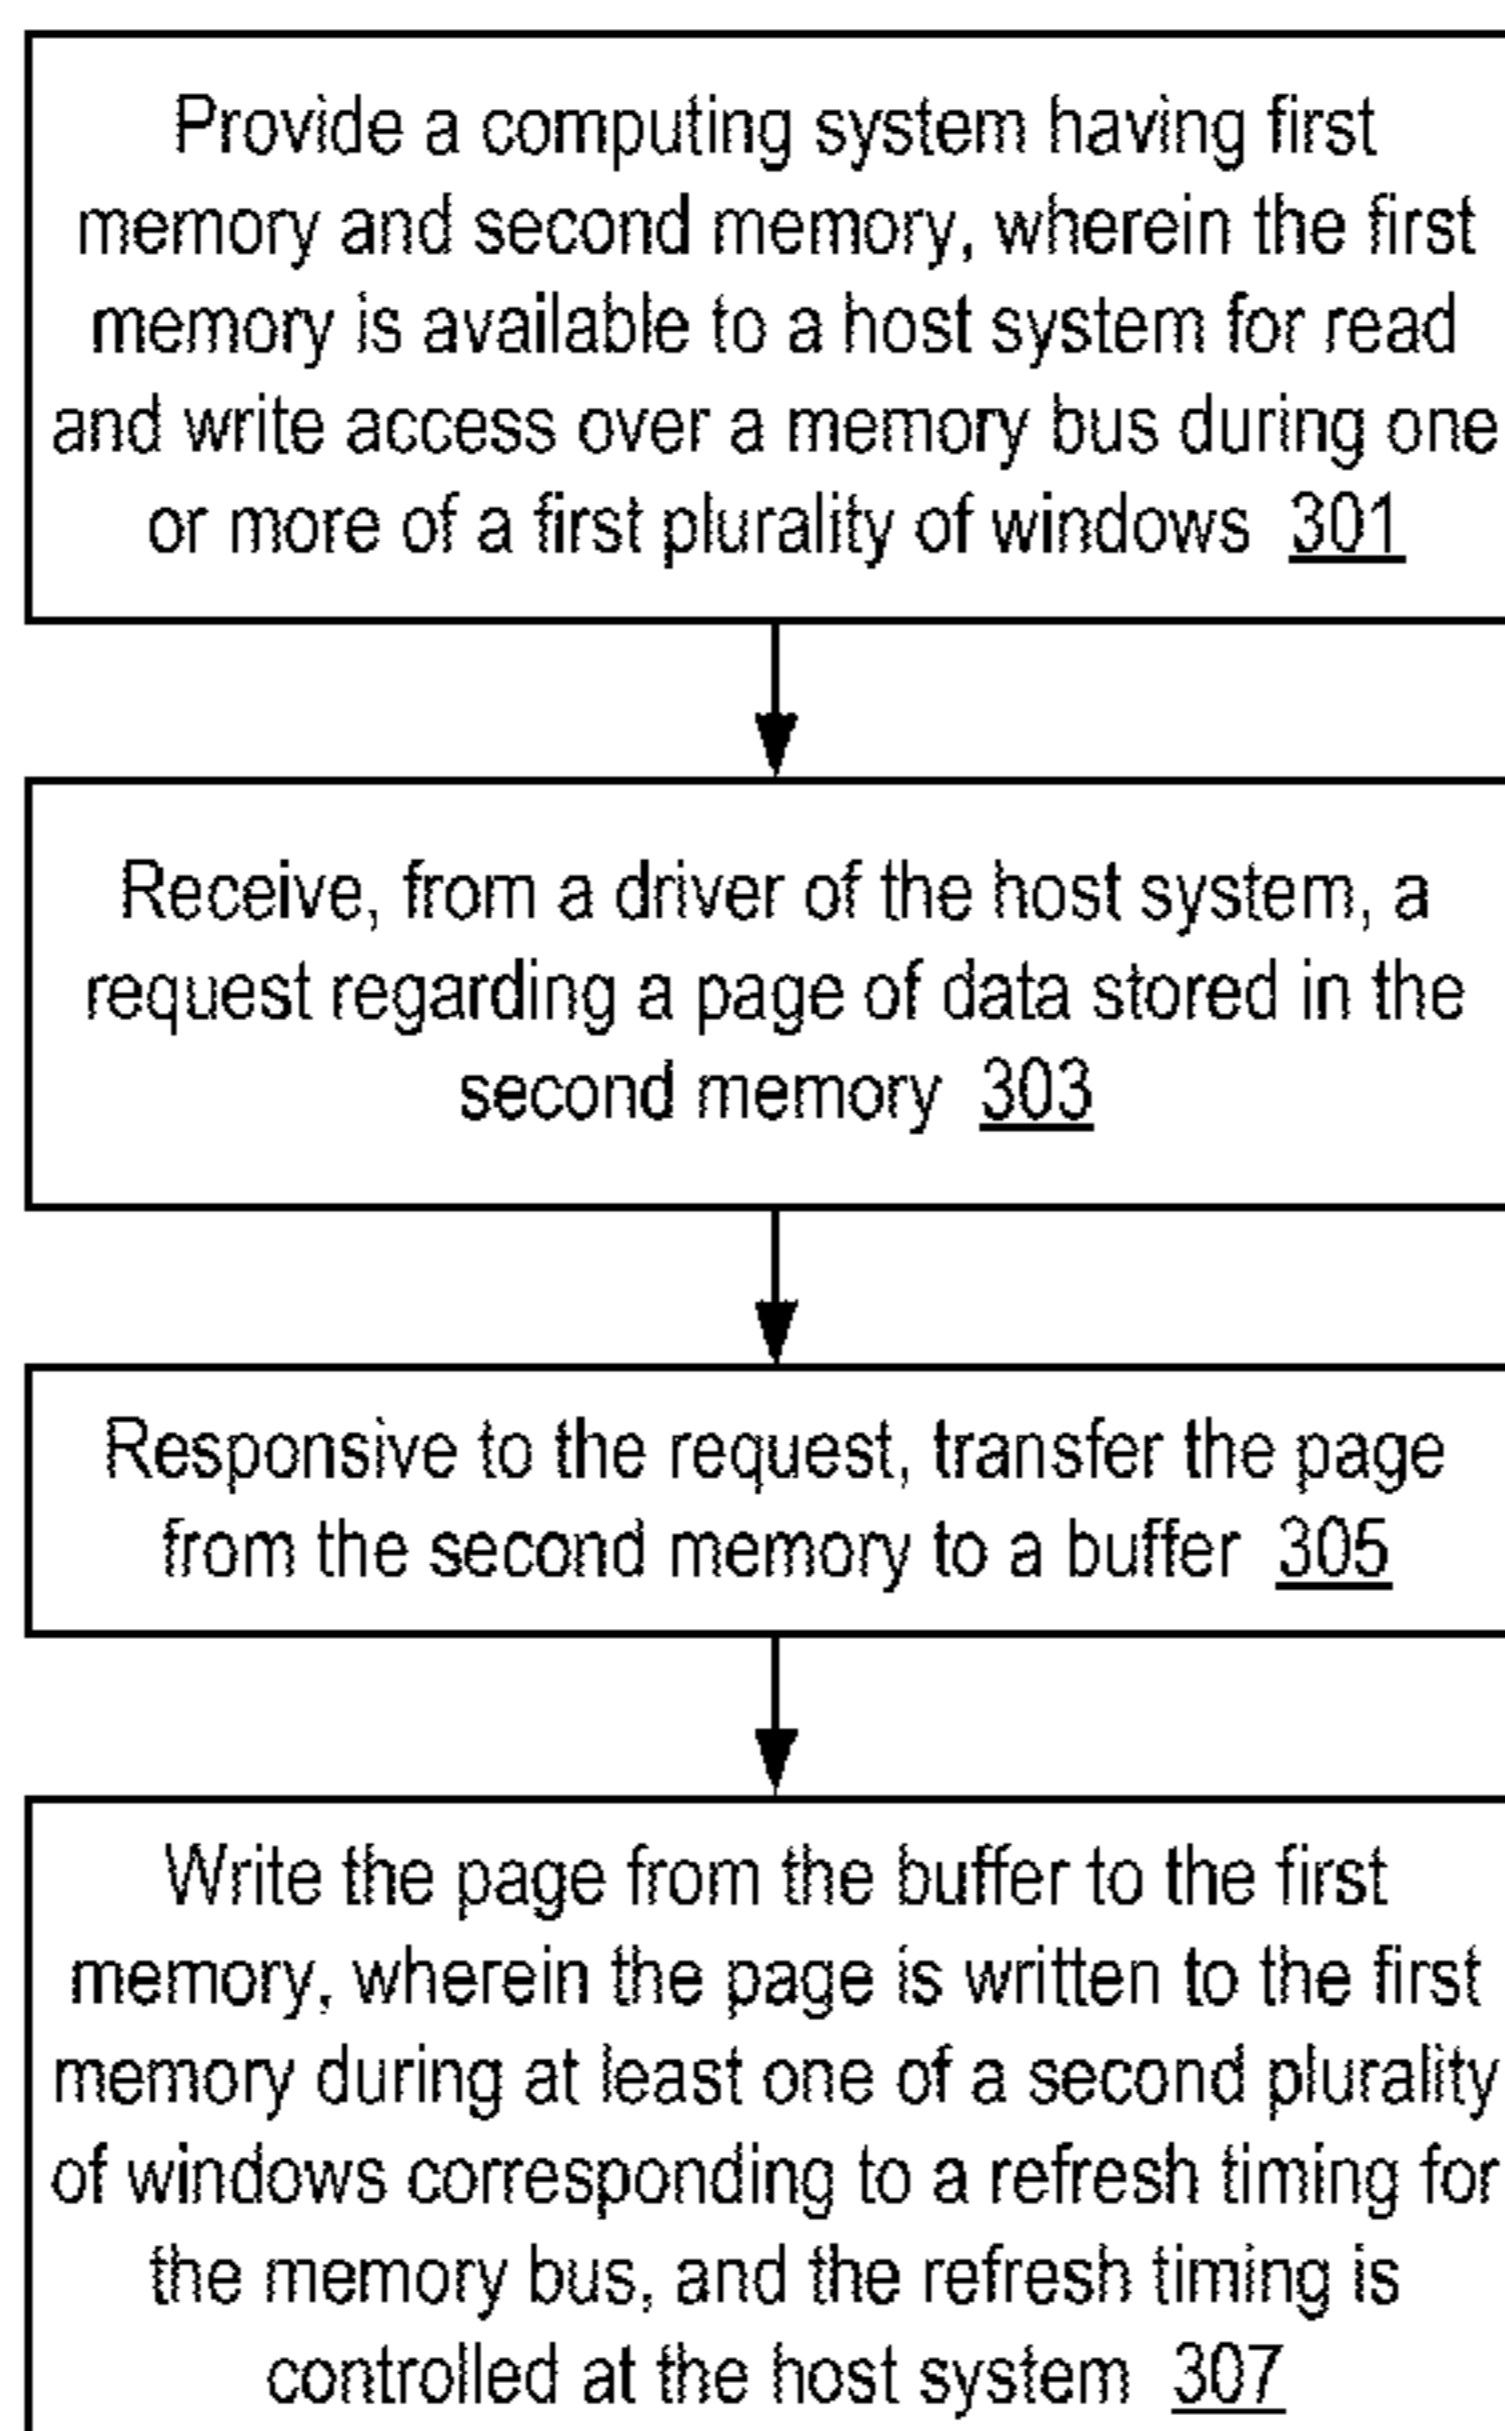 Provide a computing system having first
memory and second memory, wherein the first
memory is available to a host system for read
and write access over a memory bus during one
or more of a first plurality of windows 301
Receive, from a driver of the host system, a
request regarding a page of data stored in the
second memory 303
Responsive to the request, transfer the page
from the second memory to a buffer 305
Write the page from the buffer to the first
memory, wherein the page is written to the first
memory during at least one of a second plurality
of windows corresponding to a refresh timing for
the memory bus, and the refresh timing is
controlled at the host system 307